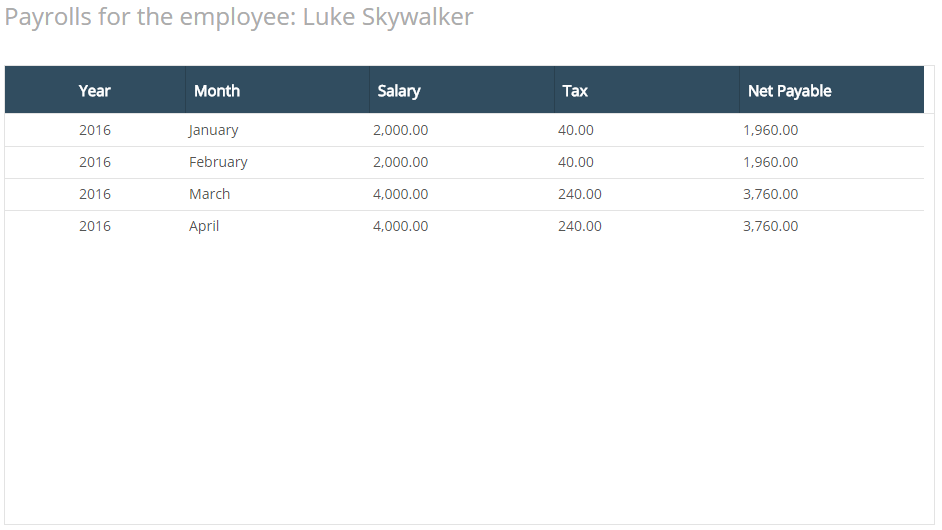 Payrolls for the employee: Luke Skywalker
Year Month Salary Tax Net Payable
2016 January 2,000.00 40.00 1,960.00
2016 February 2,000.00 40.00 1,960.00
2016 March 4,000.00 240.00 3,760.00
2016 April 4,000.00 240.00 3,760.00